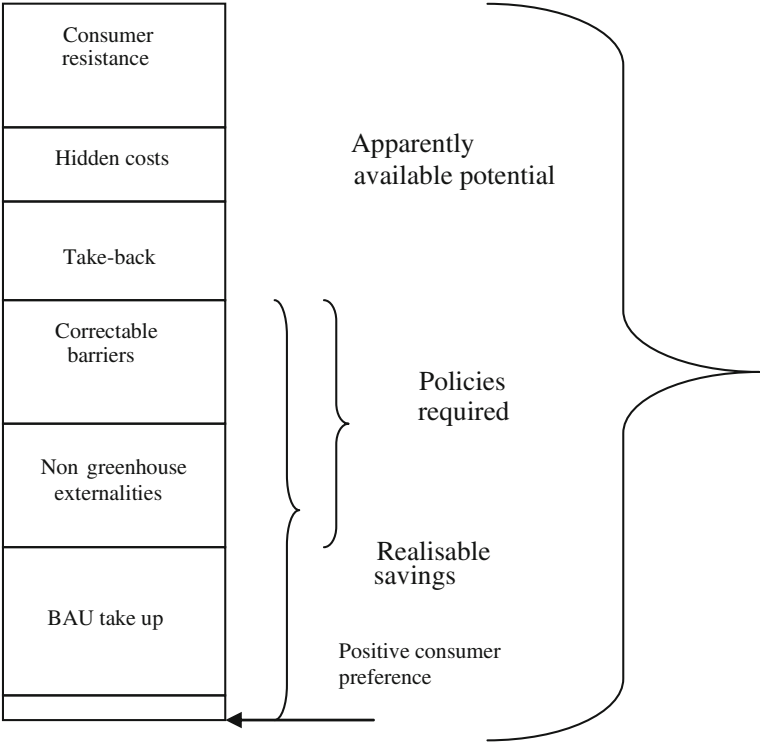 Consumer
resistance
Hidden costs
Take-back
Correctable
barriers
Non greenhouse
externalities
BAU take up
Apparently
available potential
Policies
required
Realisable
savings
Positive consumer
preference